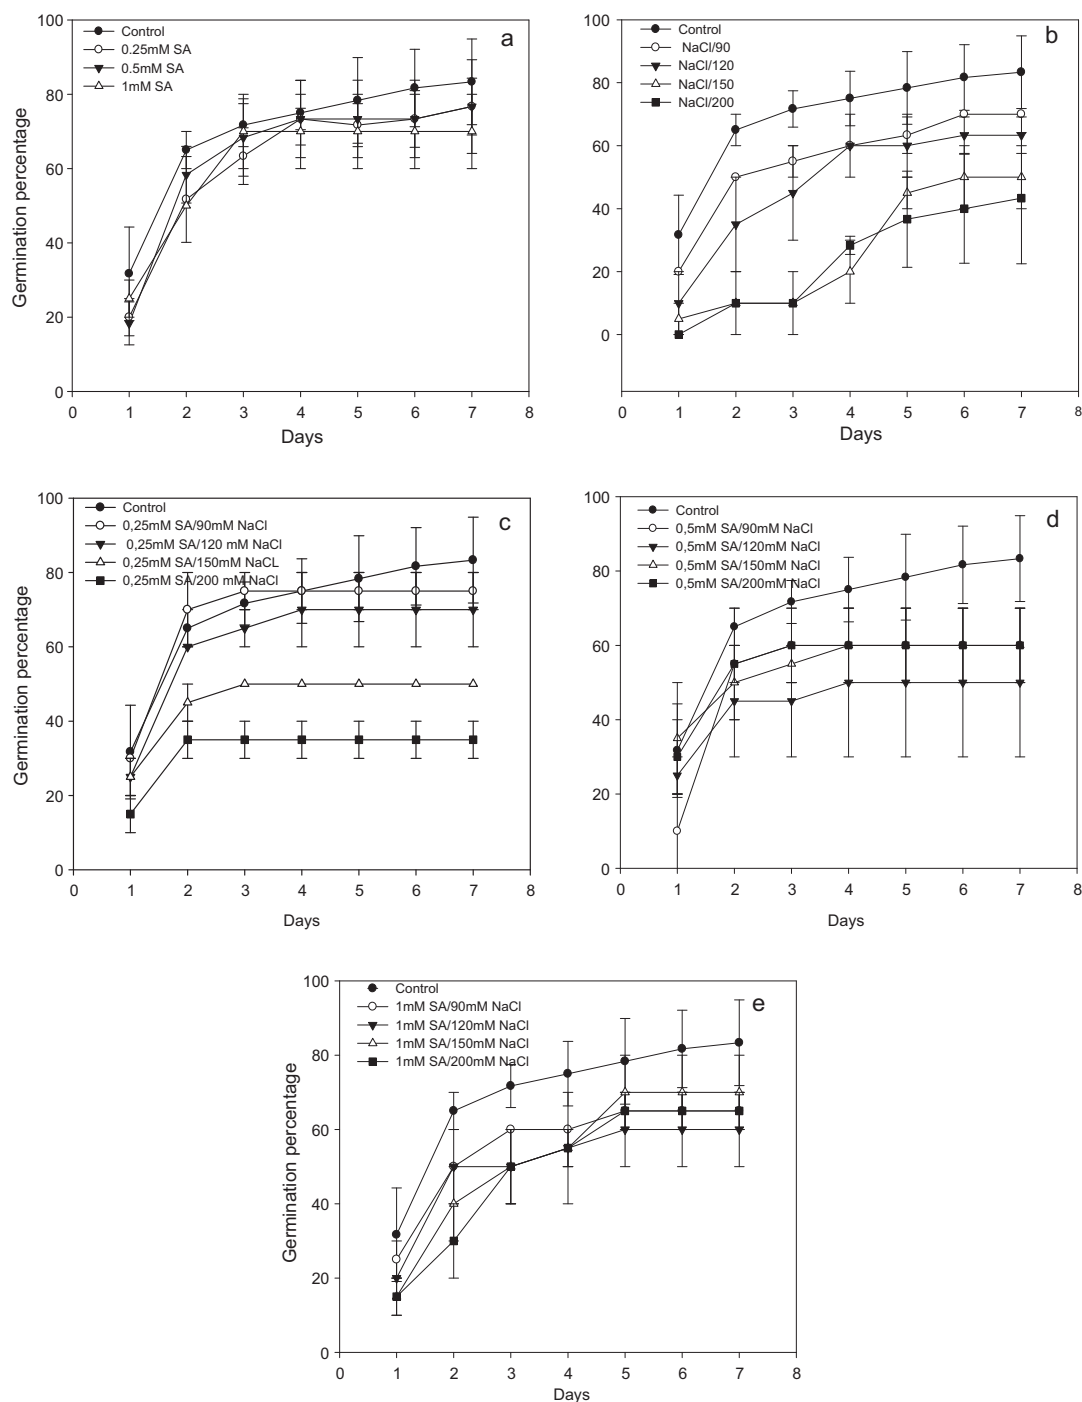 a
Control
0.25mM SA
0.5mM SA
1mM SA
Germination percentage
100
80
60
40
20
0
0 1 2 3 4 5 6 7 8
Days
b
Control
NaCl/90
NaCl/120
NaCl/150
NaCl/200
100
80
60
40
20
0
0 1 2 3 4 5 6 7 8
Days
c
Control
0,25mM SA/90mM NaCl
0,25mM SA/120 mM NaCl
0,25mM SA/150mM NaCL
0,25mM SA/200 mM NaCl
Germination percentage
100
80
60
40
20
0
0 1 2 3 4 5 6 7 8
Days
d
Control
0,5mM SA/90mM NaCl
0,5mM SA/120mM NaCl
0,5mM SA/150mM NaCl
0,5mM SA/200mM NaCl
100
80
60
40
20
0
0 1 2 3 4 5 6 7 8
Days
e
Control
1mM SA/90mM NaCl
1mM SA/120mM NaCl
1mM SA/150mM NaCl
1mM SA/200mM NaCl
Germination percentage
100
80
60
40
20
0
0 1 2 3 4 5 6 7 8
Days